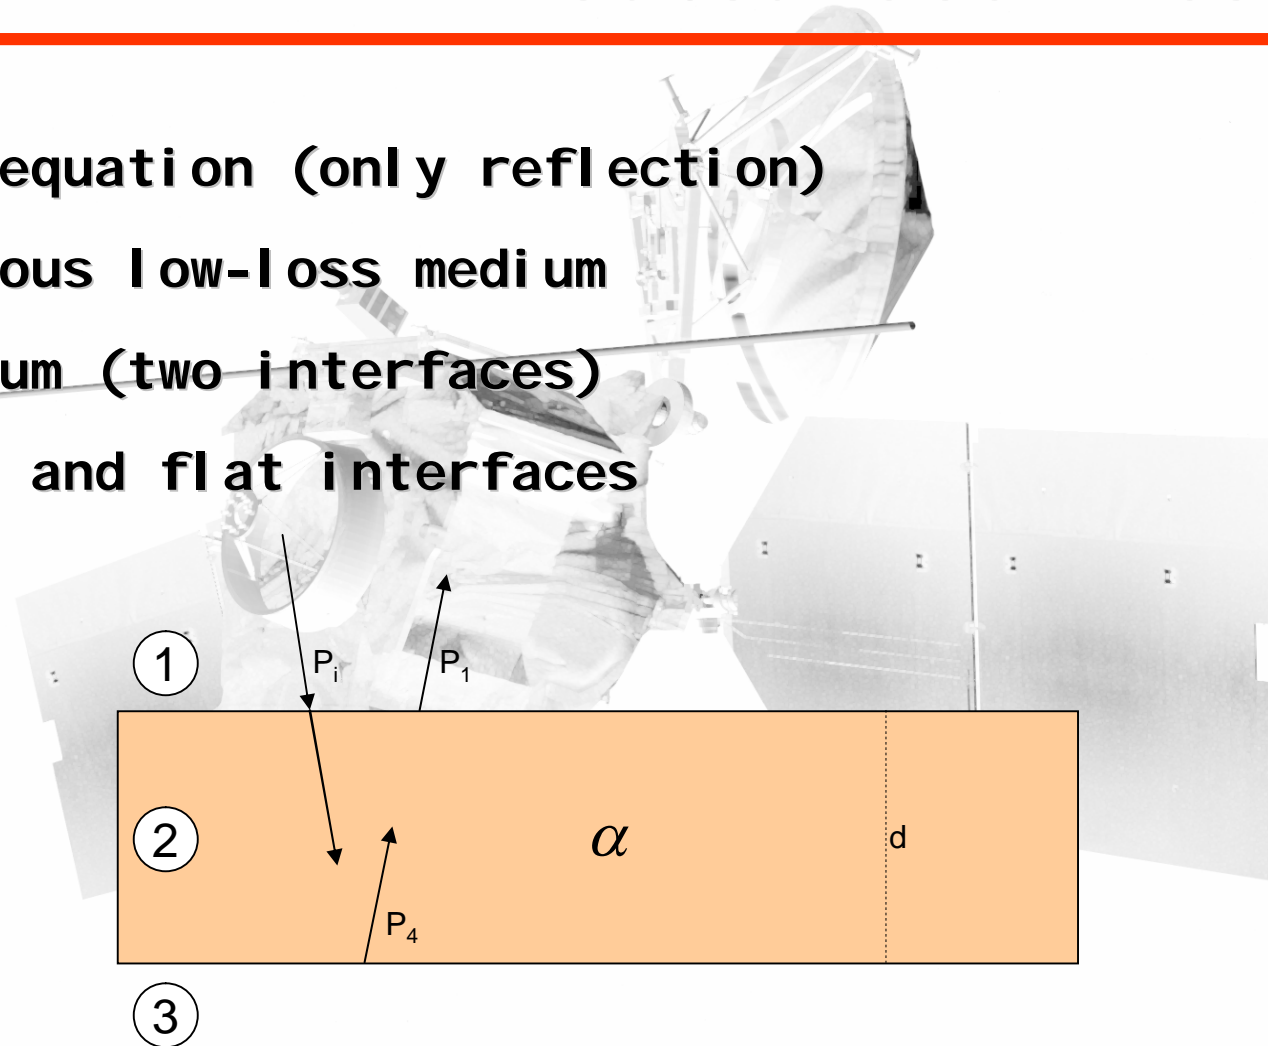 equation (only reflection)
ous low-loss medium
um (two interfaces)
and flat interfaces
1
Pi
P1
2
α
d
P4
3